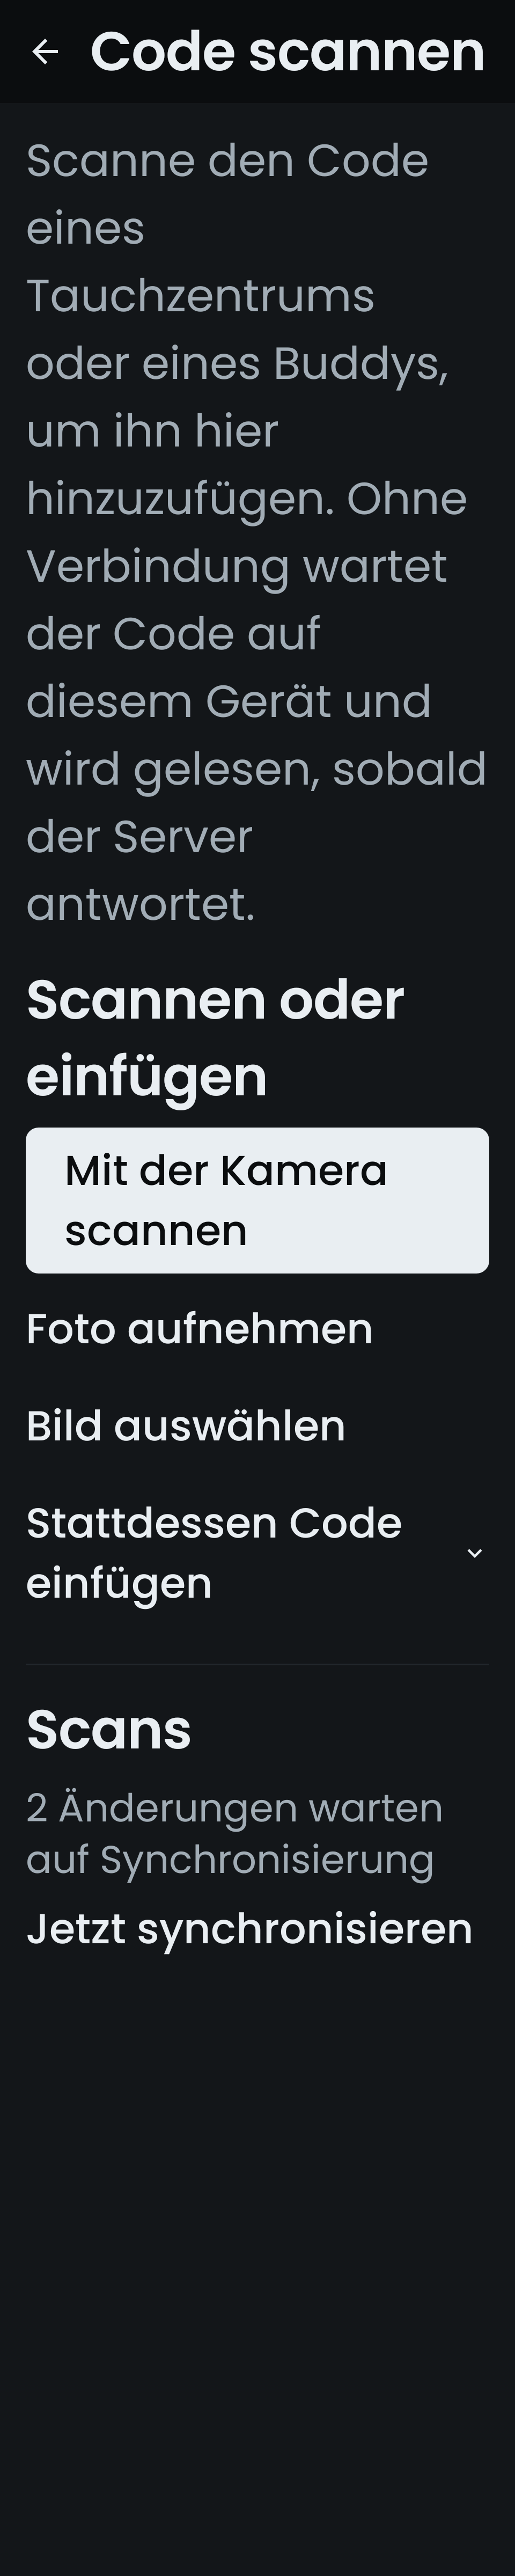 Code scannen
Scanne den Code
eines
Tauchzentrums
oder eines Buddys,
um ihn hier
hinzuzufügen. Ohne
Verbindung wartet
der Code auf
diesem Gerät und
wird gelesen, sobald
der Server
antwortet.
Scannen oder
einfügen
Mit der Kamera
scannen
Foto aufnehmen
Bild auswählen
Stattdessen Code
einfügen
Scans
2 Änderungen warten
auf Synchronisierung
Jetzt synchronisieren